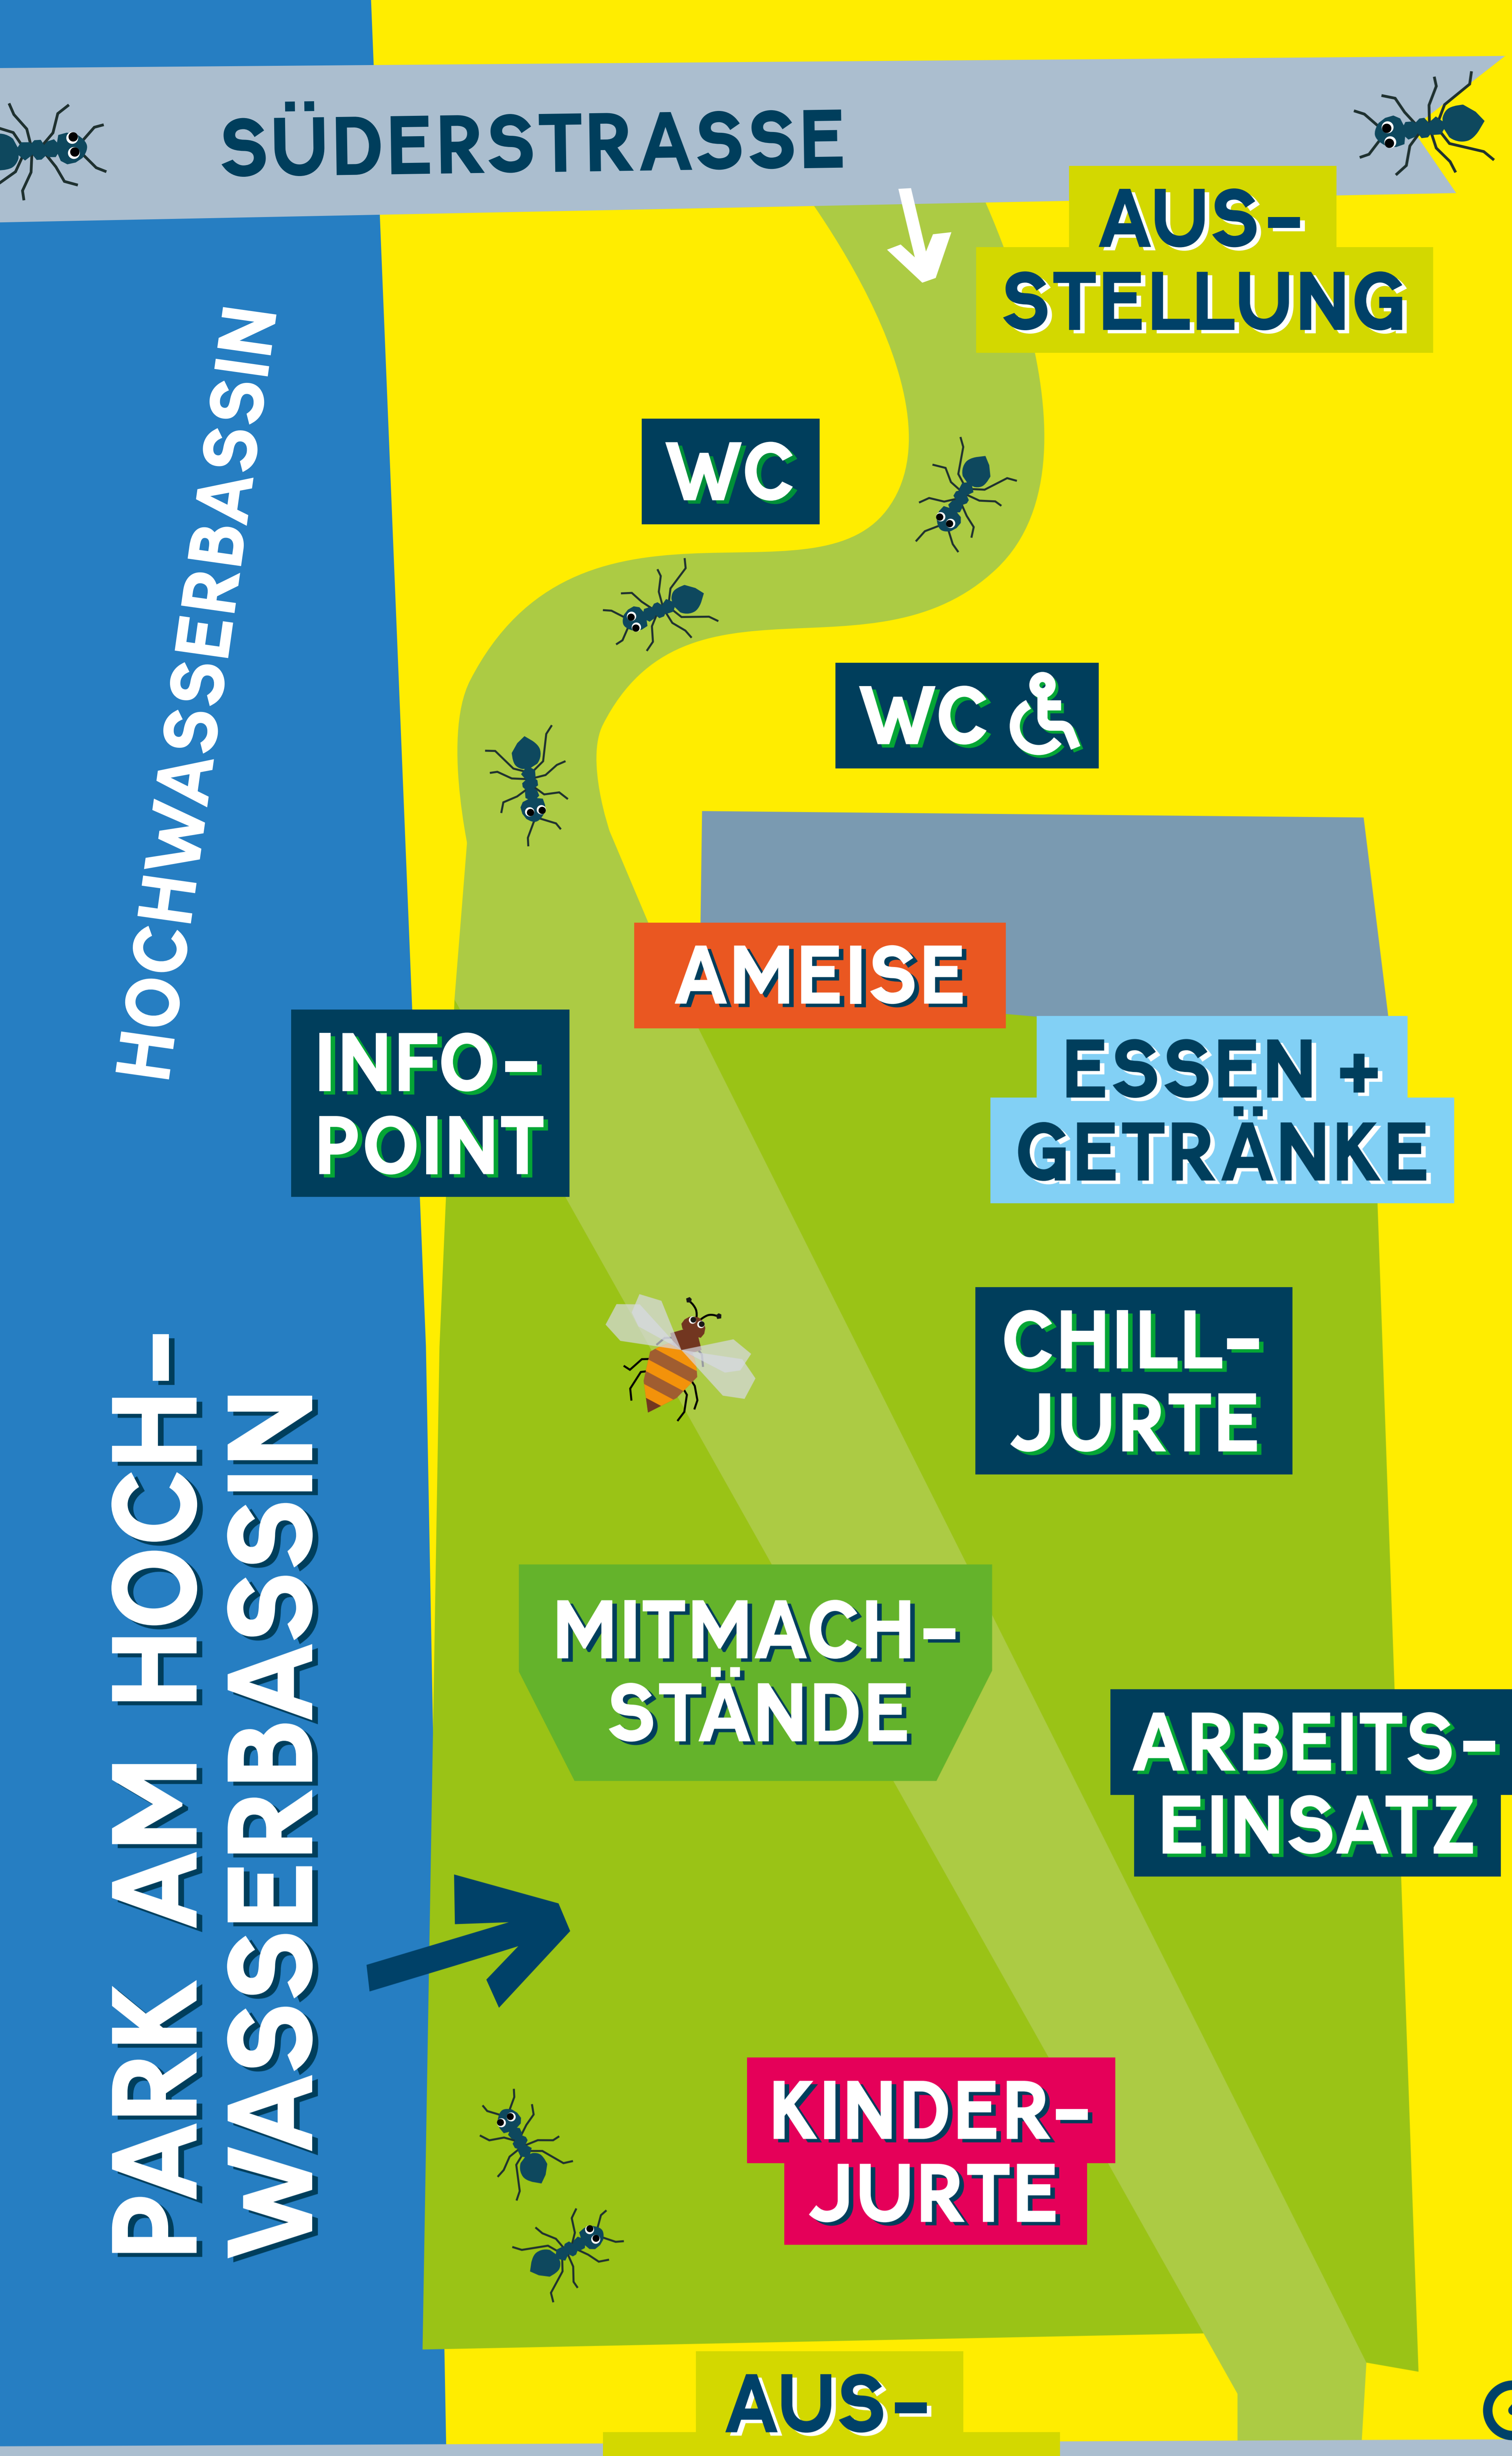 SÜDERSTRASSE
AUS-
STELLUNG
HOCHWASSERBASSIN
WC
WC
AMEISE
INFO-
POINT
ESSEN +
GETRÄNKE
CHILL-
JURTE
PARK AM HOCH-
WASSERBASSIN
MITMACH-
STÄNDE
ARBEITS-
EINSATZ
KINDER-
JURTE
AUS-